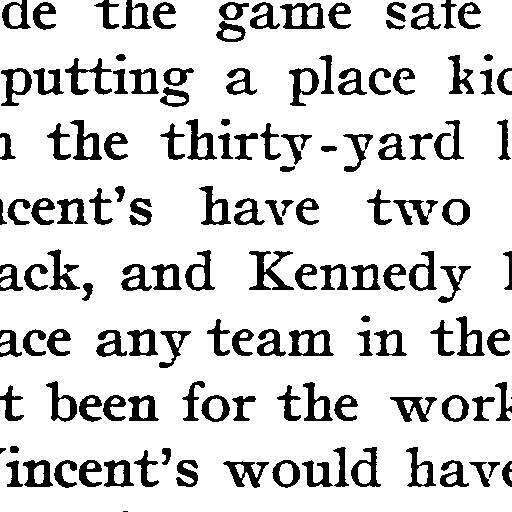 de the game safe
putting a place kic
n the thirty-yard l
ncent's have two
ack, and Kennedy
ace any team in the
t been for the work
Vincent's would have